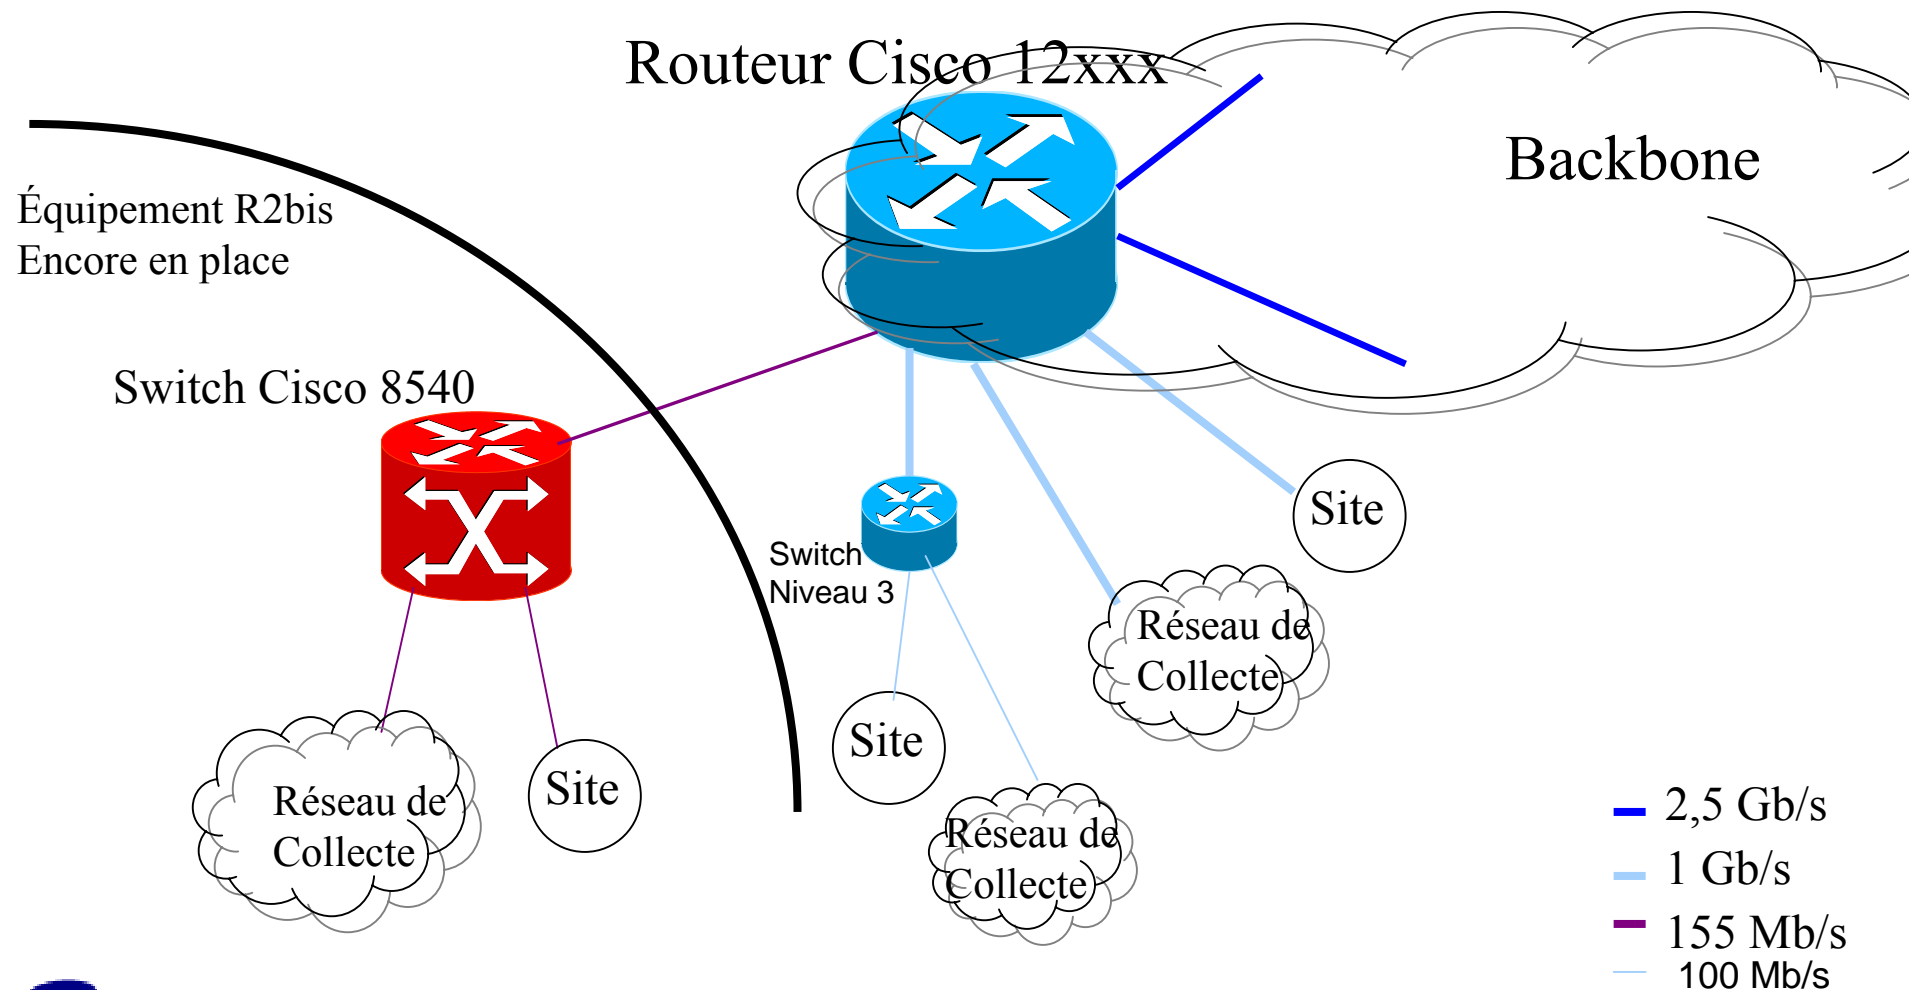 Routeur Cisco 12xxx
Backbone
Équipement R2bis
Encore en place
Switch Cisco 8540
Site
Switch
Niveau 3
Réseau de
Collecte
Site
Réseau de
Collecte
Site
Réseau de
Collecte
2,5 Gb/s
1 Gb/s
155 Mb/s
100 Mb/s